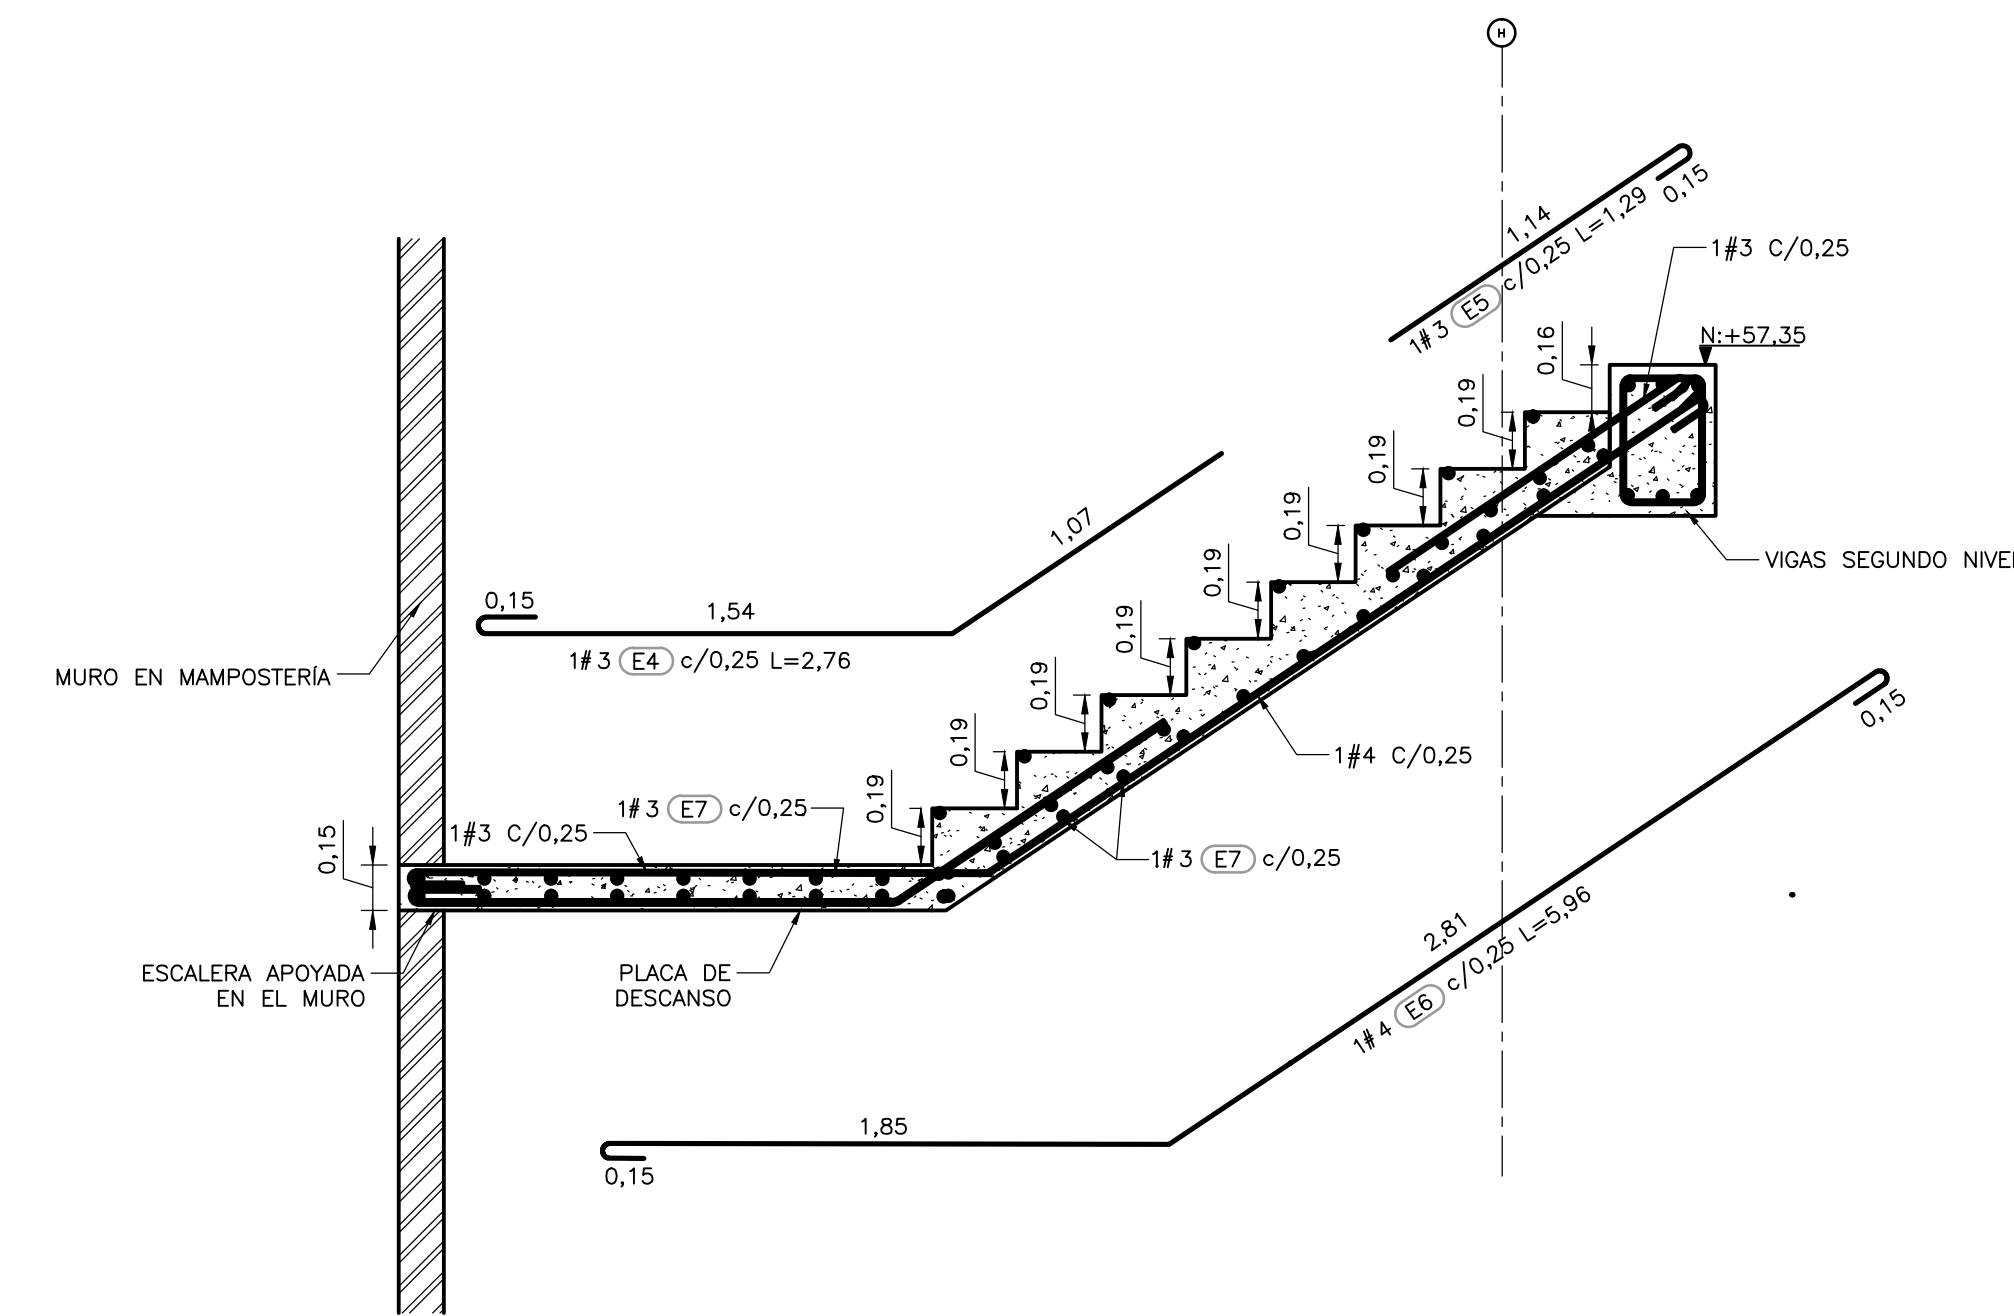 H
0,15
1,14
1#3 E5 c/0,25 L=1,29
1#3 C/0,25
N:+57,35
0,16
0,19
0,19
0,19
0,19
0,19
0,19
0,19
0,19
VIGAS SEGUNDO NIVE
1,07
0,15
1,54
1#3 E4 c/0,25 L=2,76
MURO EN MAMPOSTERÍA
1#4 C/0,25
1#3 E7 c/0,25
1#3 C/0,25
0,15
1#3 E7 c/0,25
ESCALERA APOYADA
EN EL MURO
PLACA DE
DESCANSO
0,15
2,81
1#4 E6 c/0,25 L=5,96
1,85
0,15